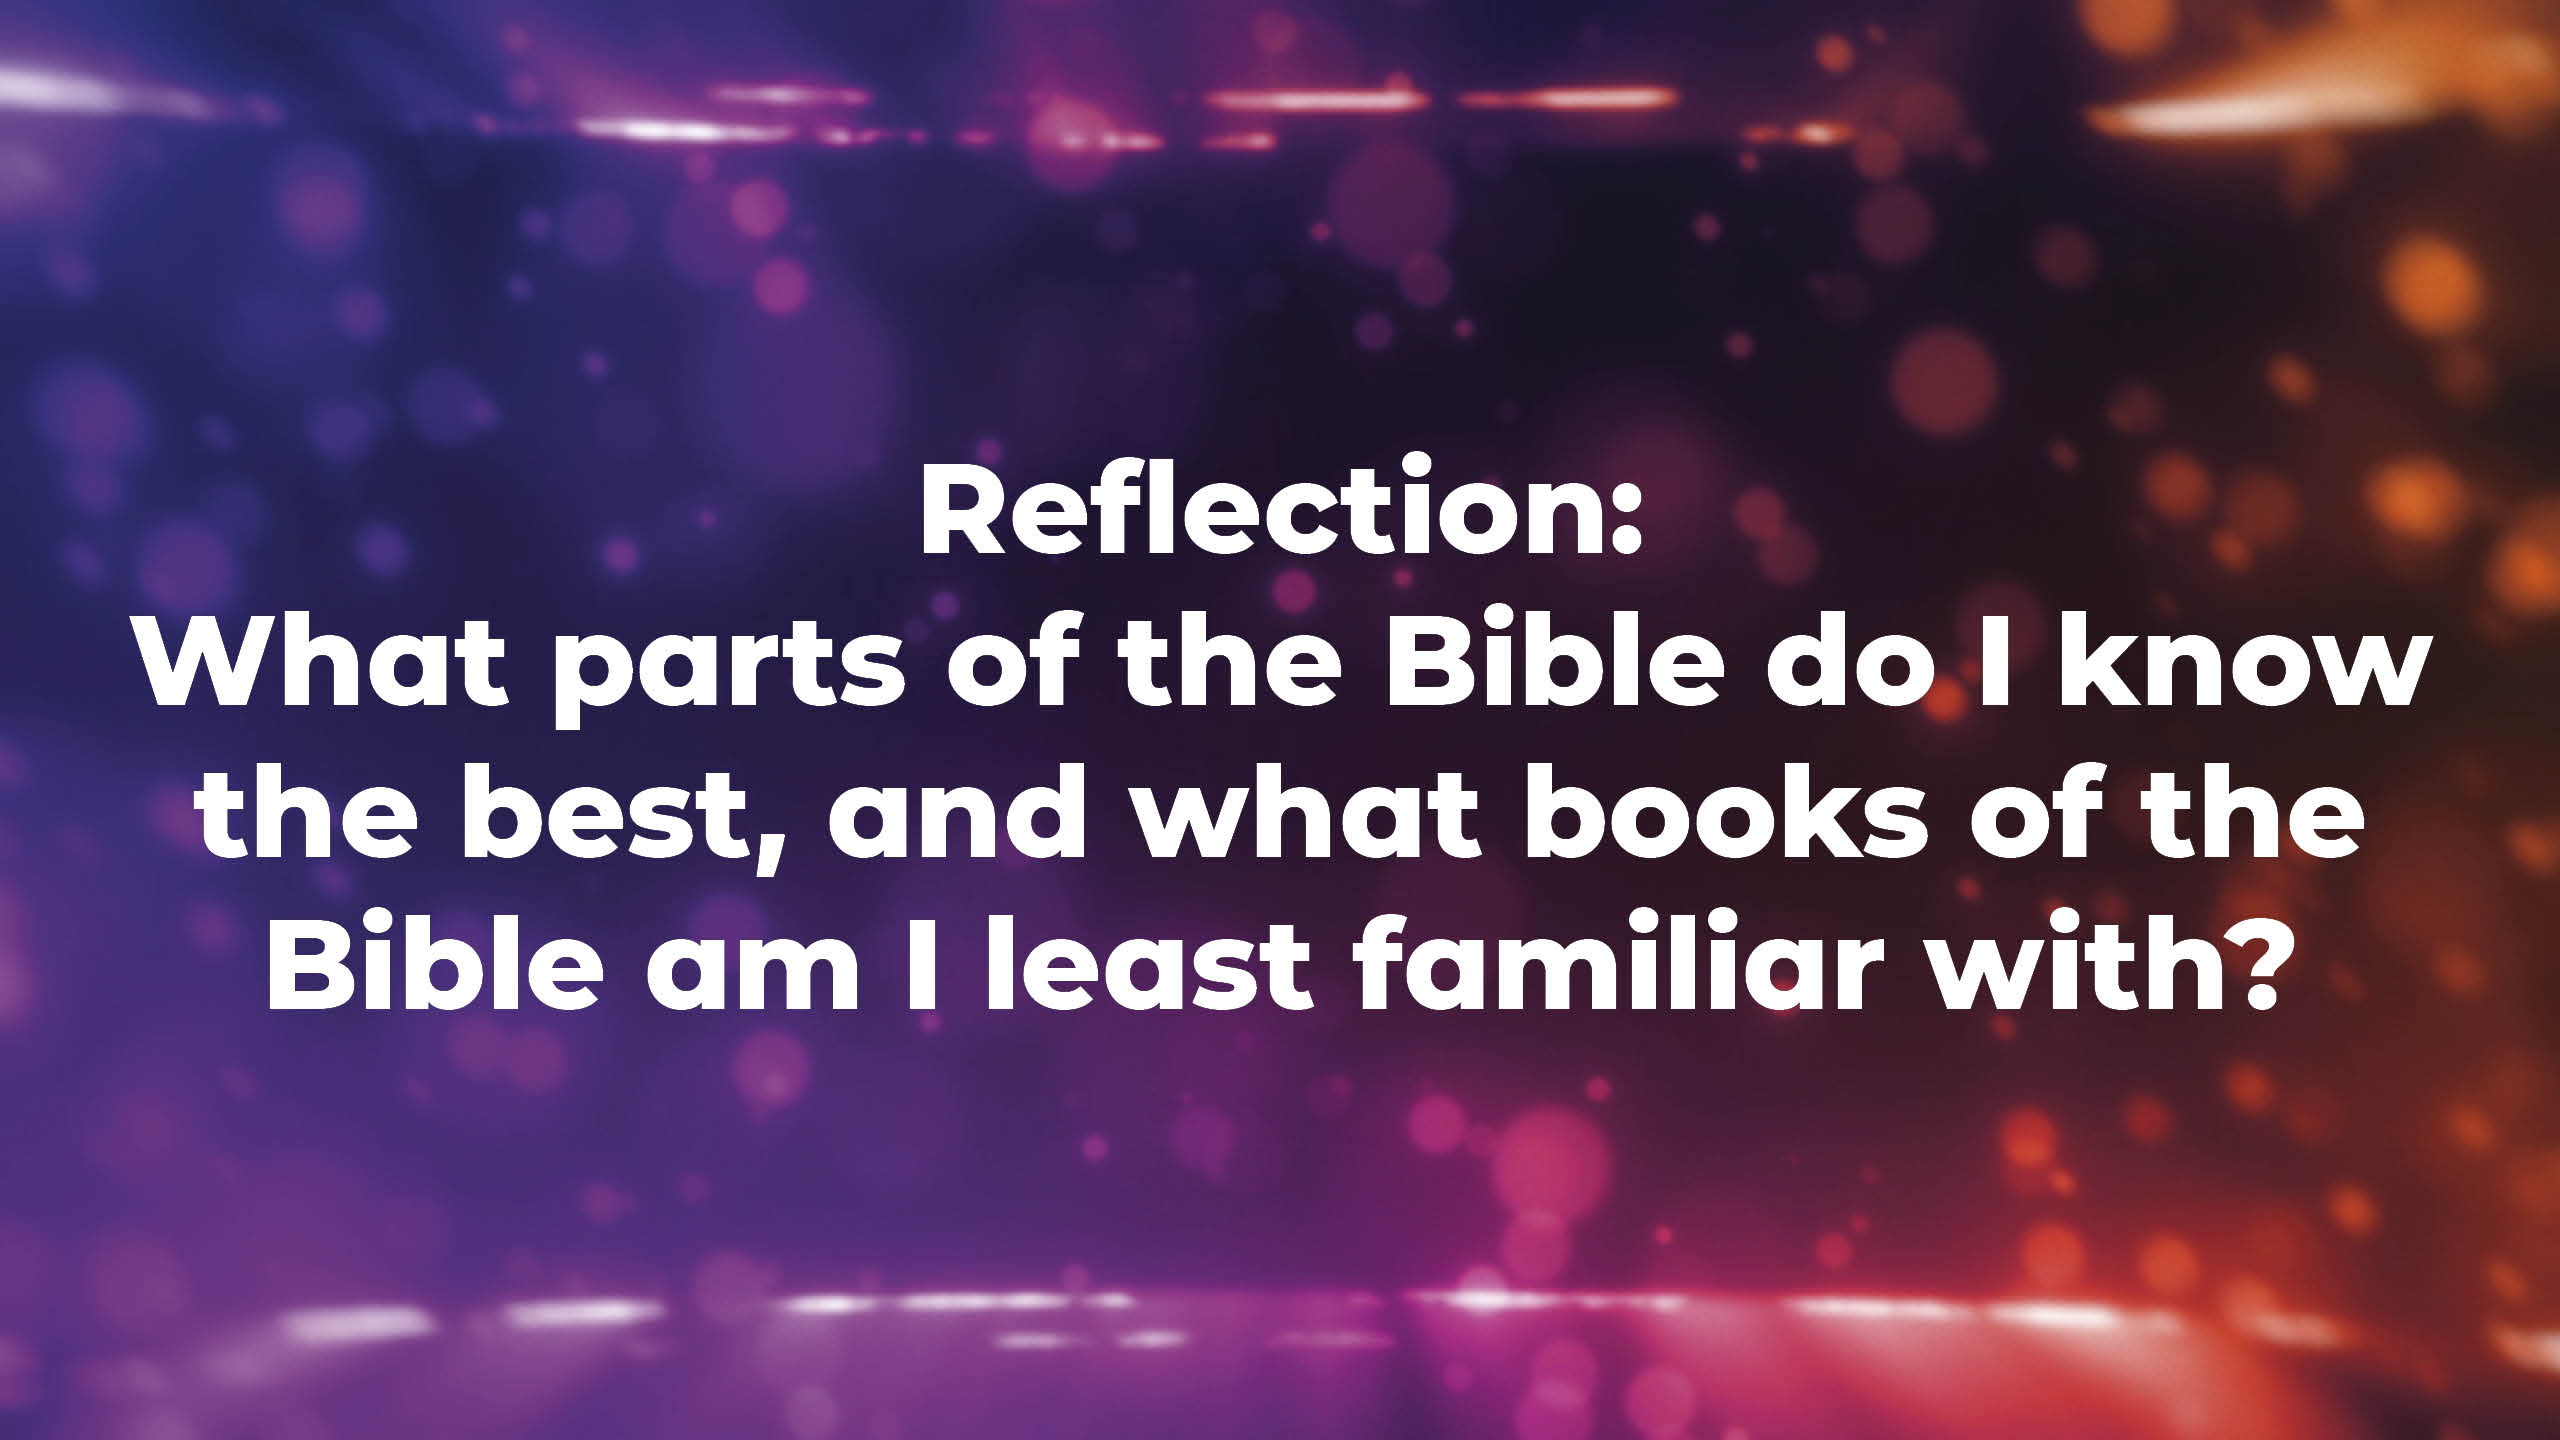 Reflection:
What parts of the Bible do I know
the best, and what books of the
Bible am I least familiar with?